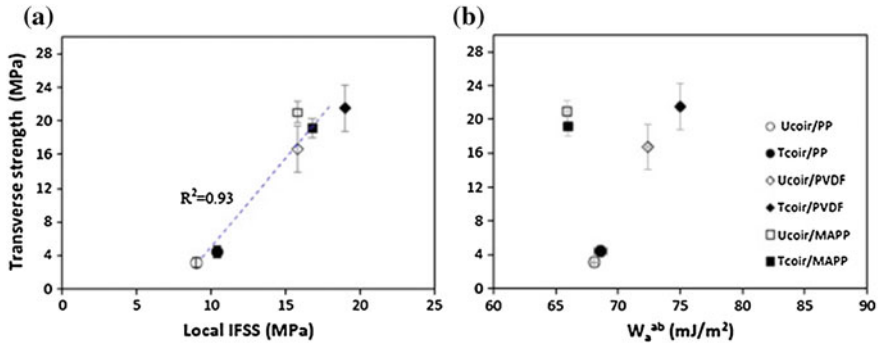 (a)
Transverse strength (MPa)
28
24
20
16
12
8
4
0
R²=0.93
0 5 10 15 20 25
Local IFSS (MPa)
(b)
28
24
20
16
12
8
4
0
Ucoir/PP
Tcoir/PP
Ucoir/PVDF
Tcoir/PVDF
Ucoir/MAPP
Tcoir/MAPP
60 65 70 75 80 85 90
Wₐᵃᵇ (mJ/m²)